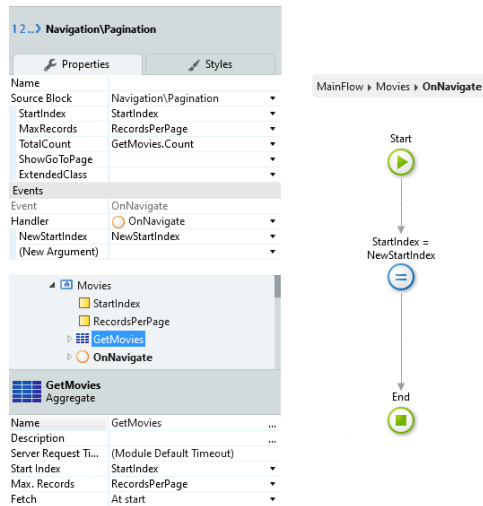 1 2 ...
Navigation\Pagination
Properties
Styles
Name
Source Block Navigation\Pagination
StartIndex StartIndex
MaxRecords RecordsPerPage
TotalCount GetMovies.Count
ShowGoToPage
ExtendedClass
Events
Event OnNavigate
Handler OnNavigate
NewStartIndex NewStartIndex
(New Argument)
Movies
StartIndex
RecordsPerPage
GetMovies
OnNavigate
GetMovies
Aggregate
Name GetMovies ...
Description ...
Server Request Ti... (Module Default Timeout)
Start Index StartIndex
Max. Records RecordsPerPage
Fetch At start
MainFlow Movies OnNavigate
Start
StartIndex =
NewStartIndex
End